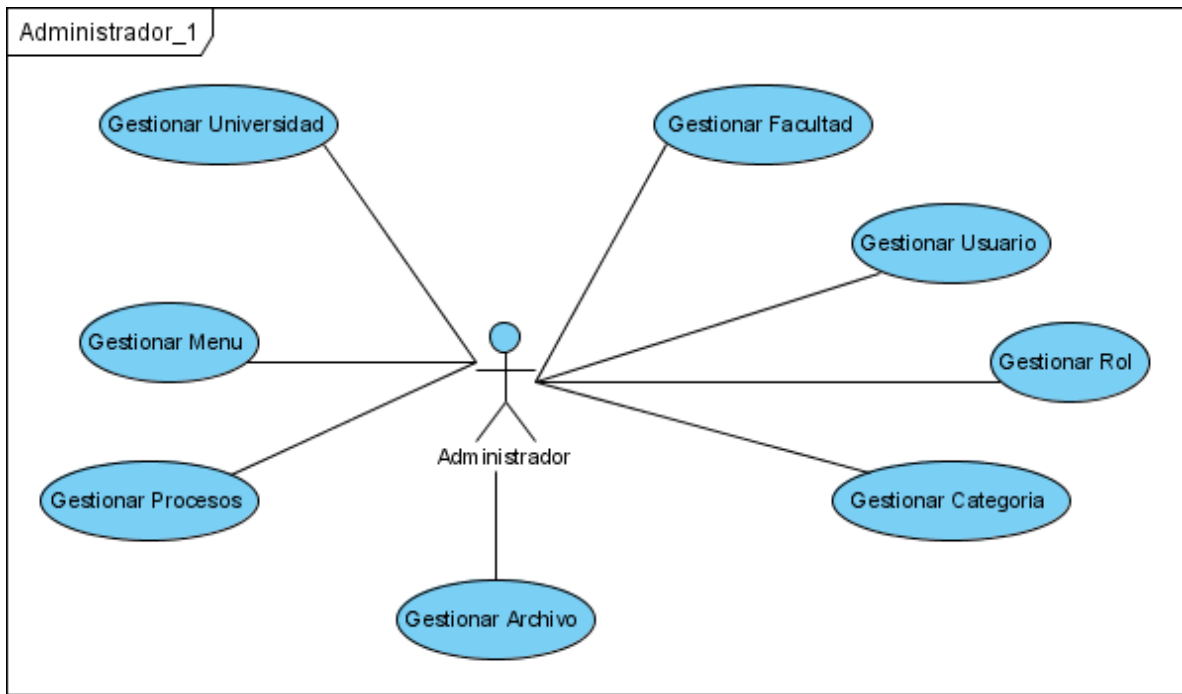 Administrador_1
Gestionar Universidad
Gestionar Facultad
Gestionar Usuario
Gestionar Menu
Gestionar Rol
Administrador
Gestionar Procesos
Gestionar Categoria
Gestionar Archivo